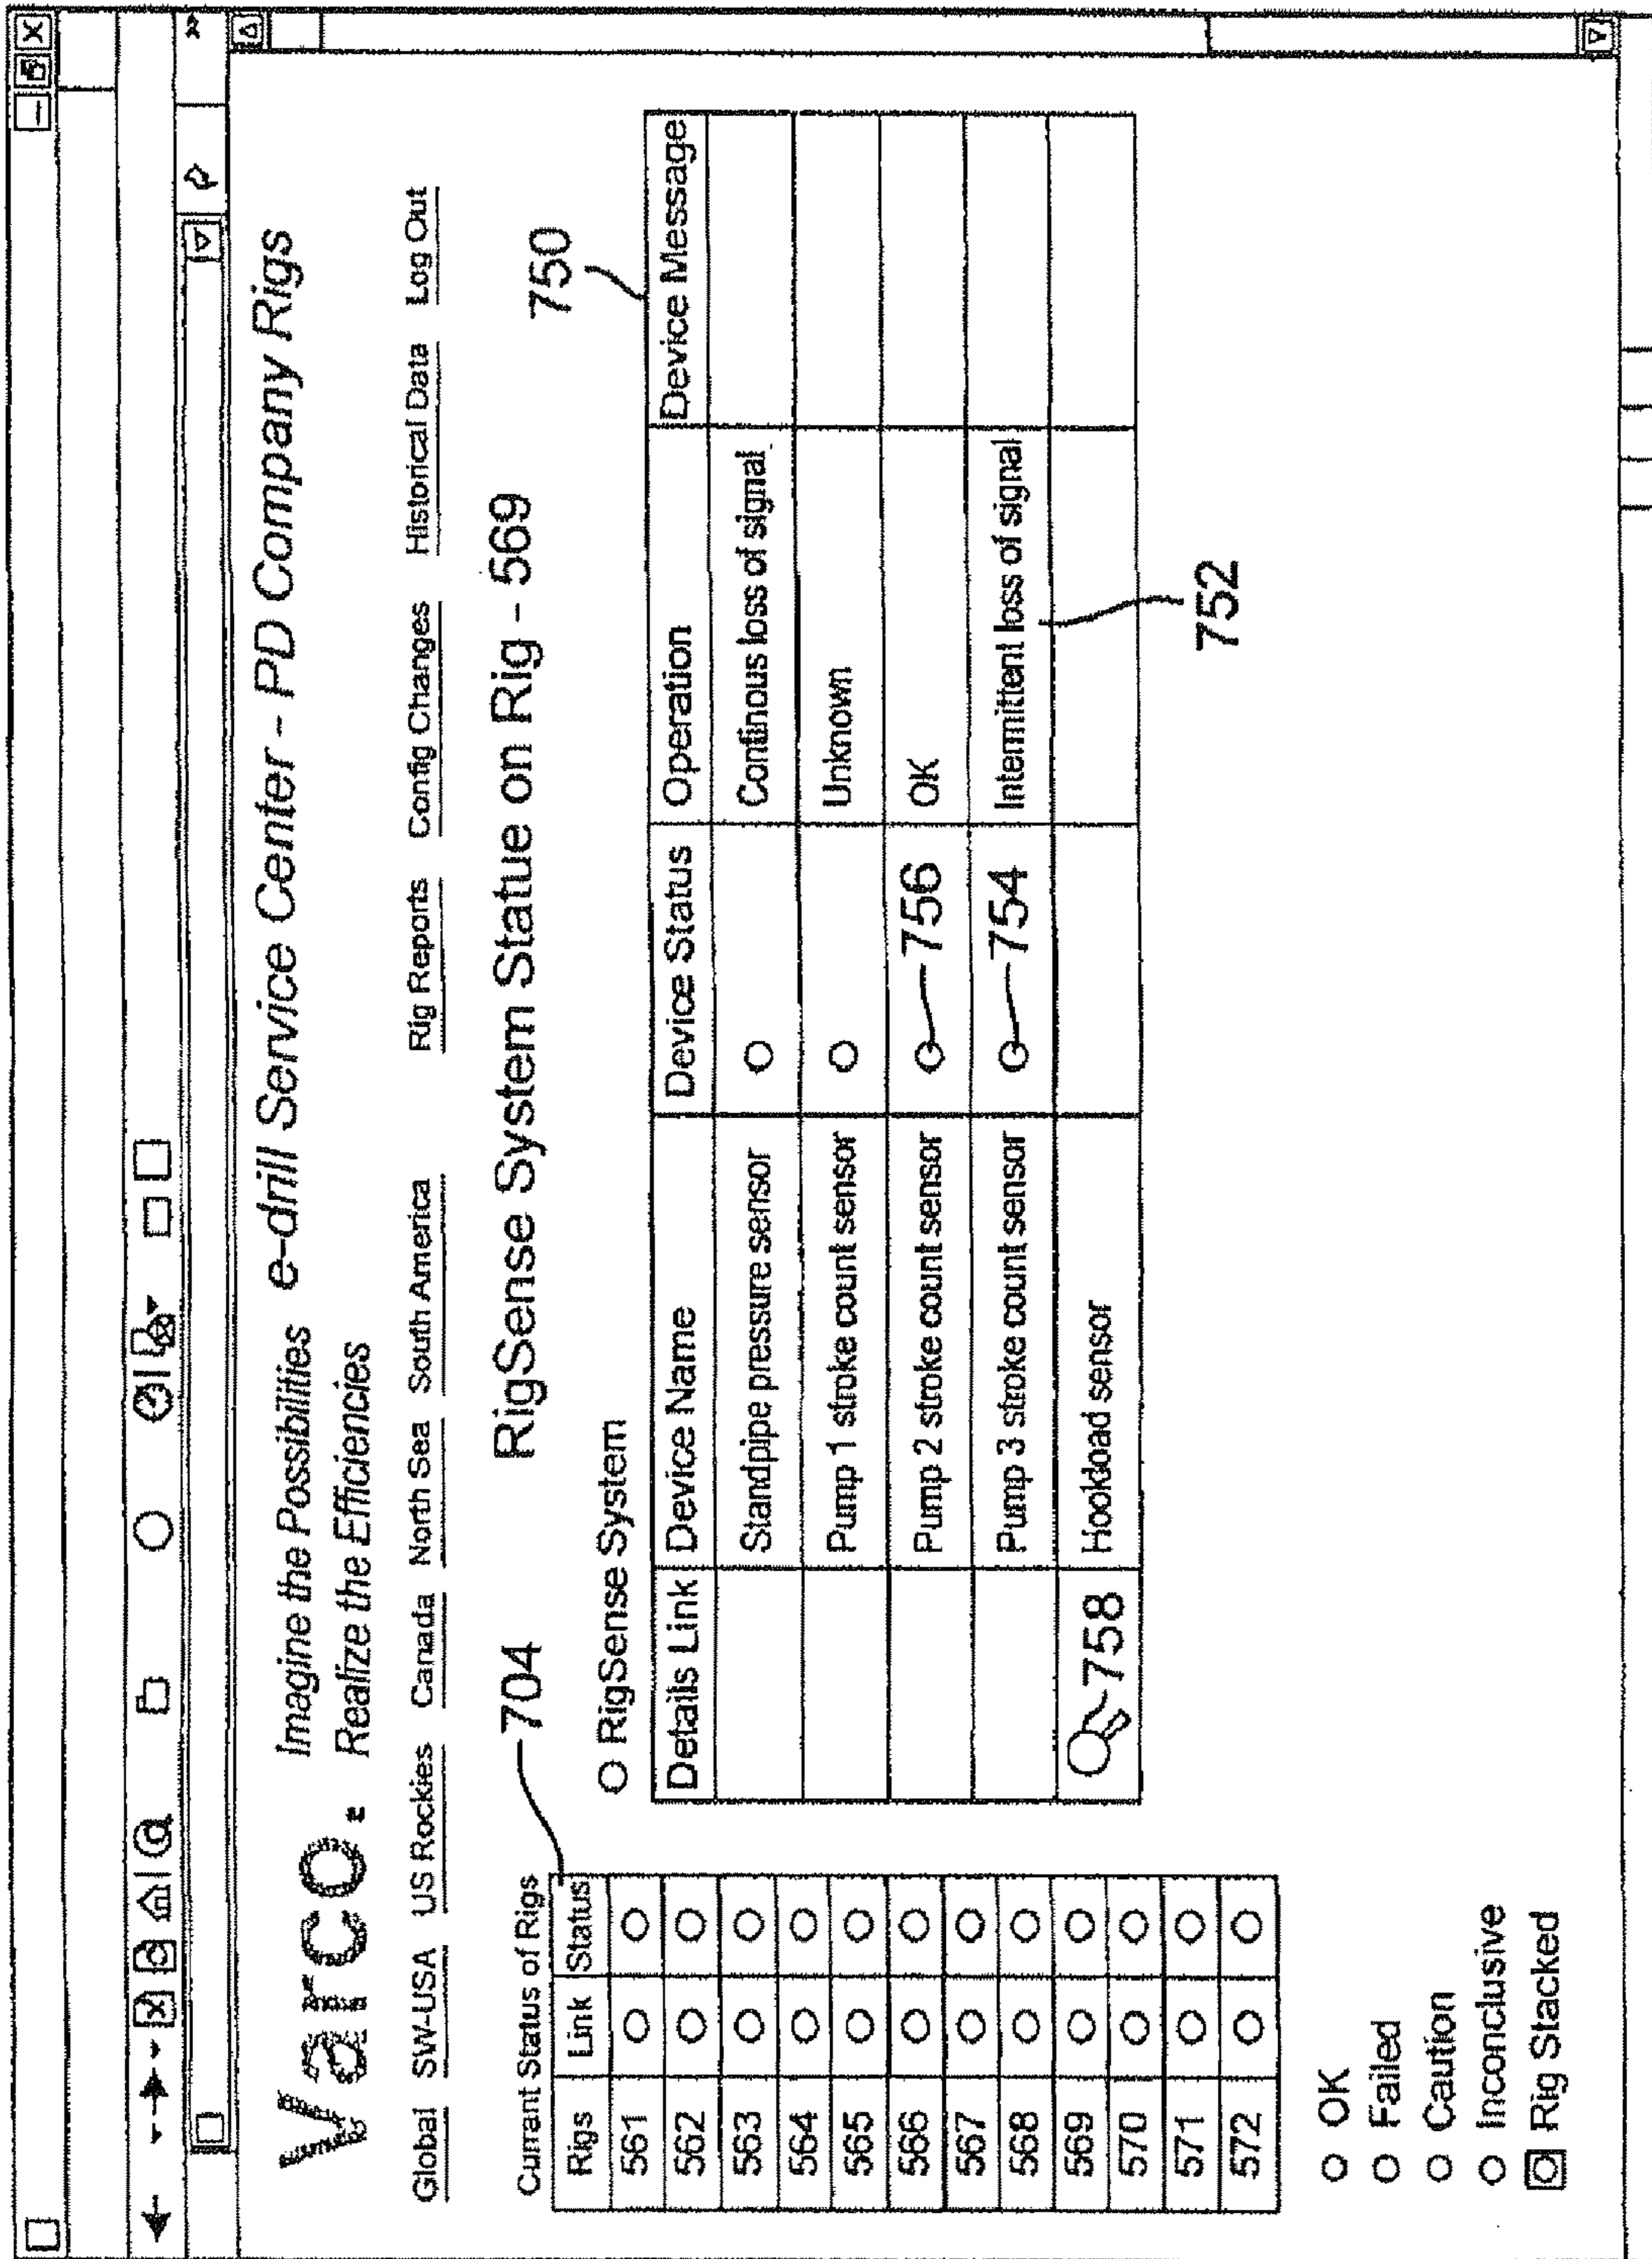 Varco. Imagine the Possibilities e-drill Service Center - PD Company Rigs
Realize the Efficiencies
Global SW-USA US Rockies Canada North Sea South America Rig Reports Config Changes Historical Data Log Out
704 RigSense System Statue on Rig - 569
750
Currant Status of Rigs
Rigs Link Status
561
562
563
564
565
566
567
568
569
570
571
572
RigSense System
Details Link Device Name Device Status Operation Device Message
Standpipe pressure sensor Continous loss of signal
Pump 1 stroke count sensor Unknown
Pump 2 stroke count sensor 756 OK
Pump 3 stroke count sensor 754 Intermittent loss of signal
758 Hookload sensor
752
OK
Failed
Caution
Inconclusive
Rig Stacked